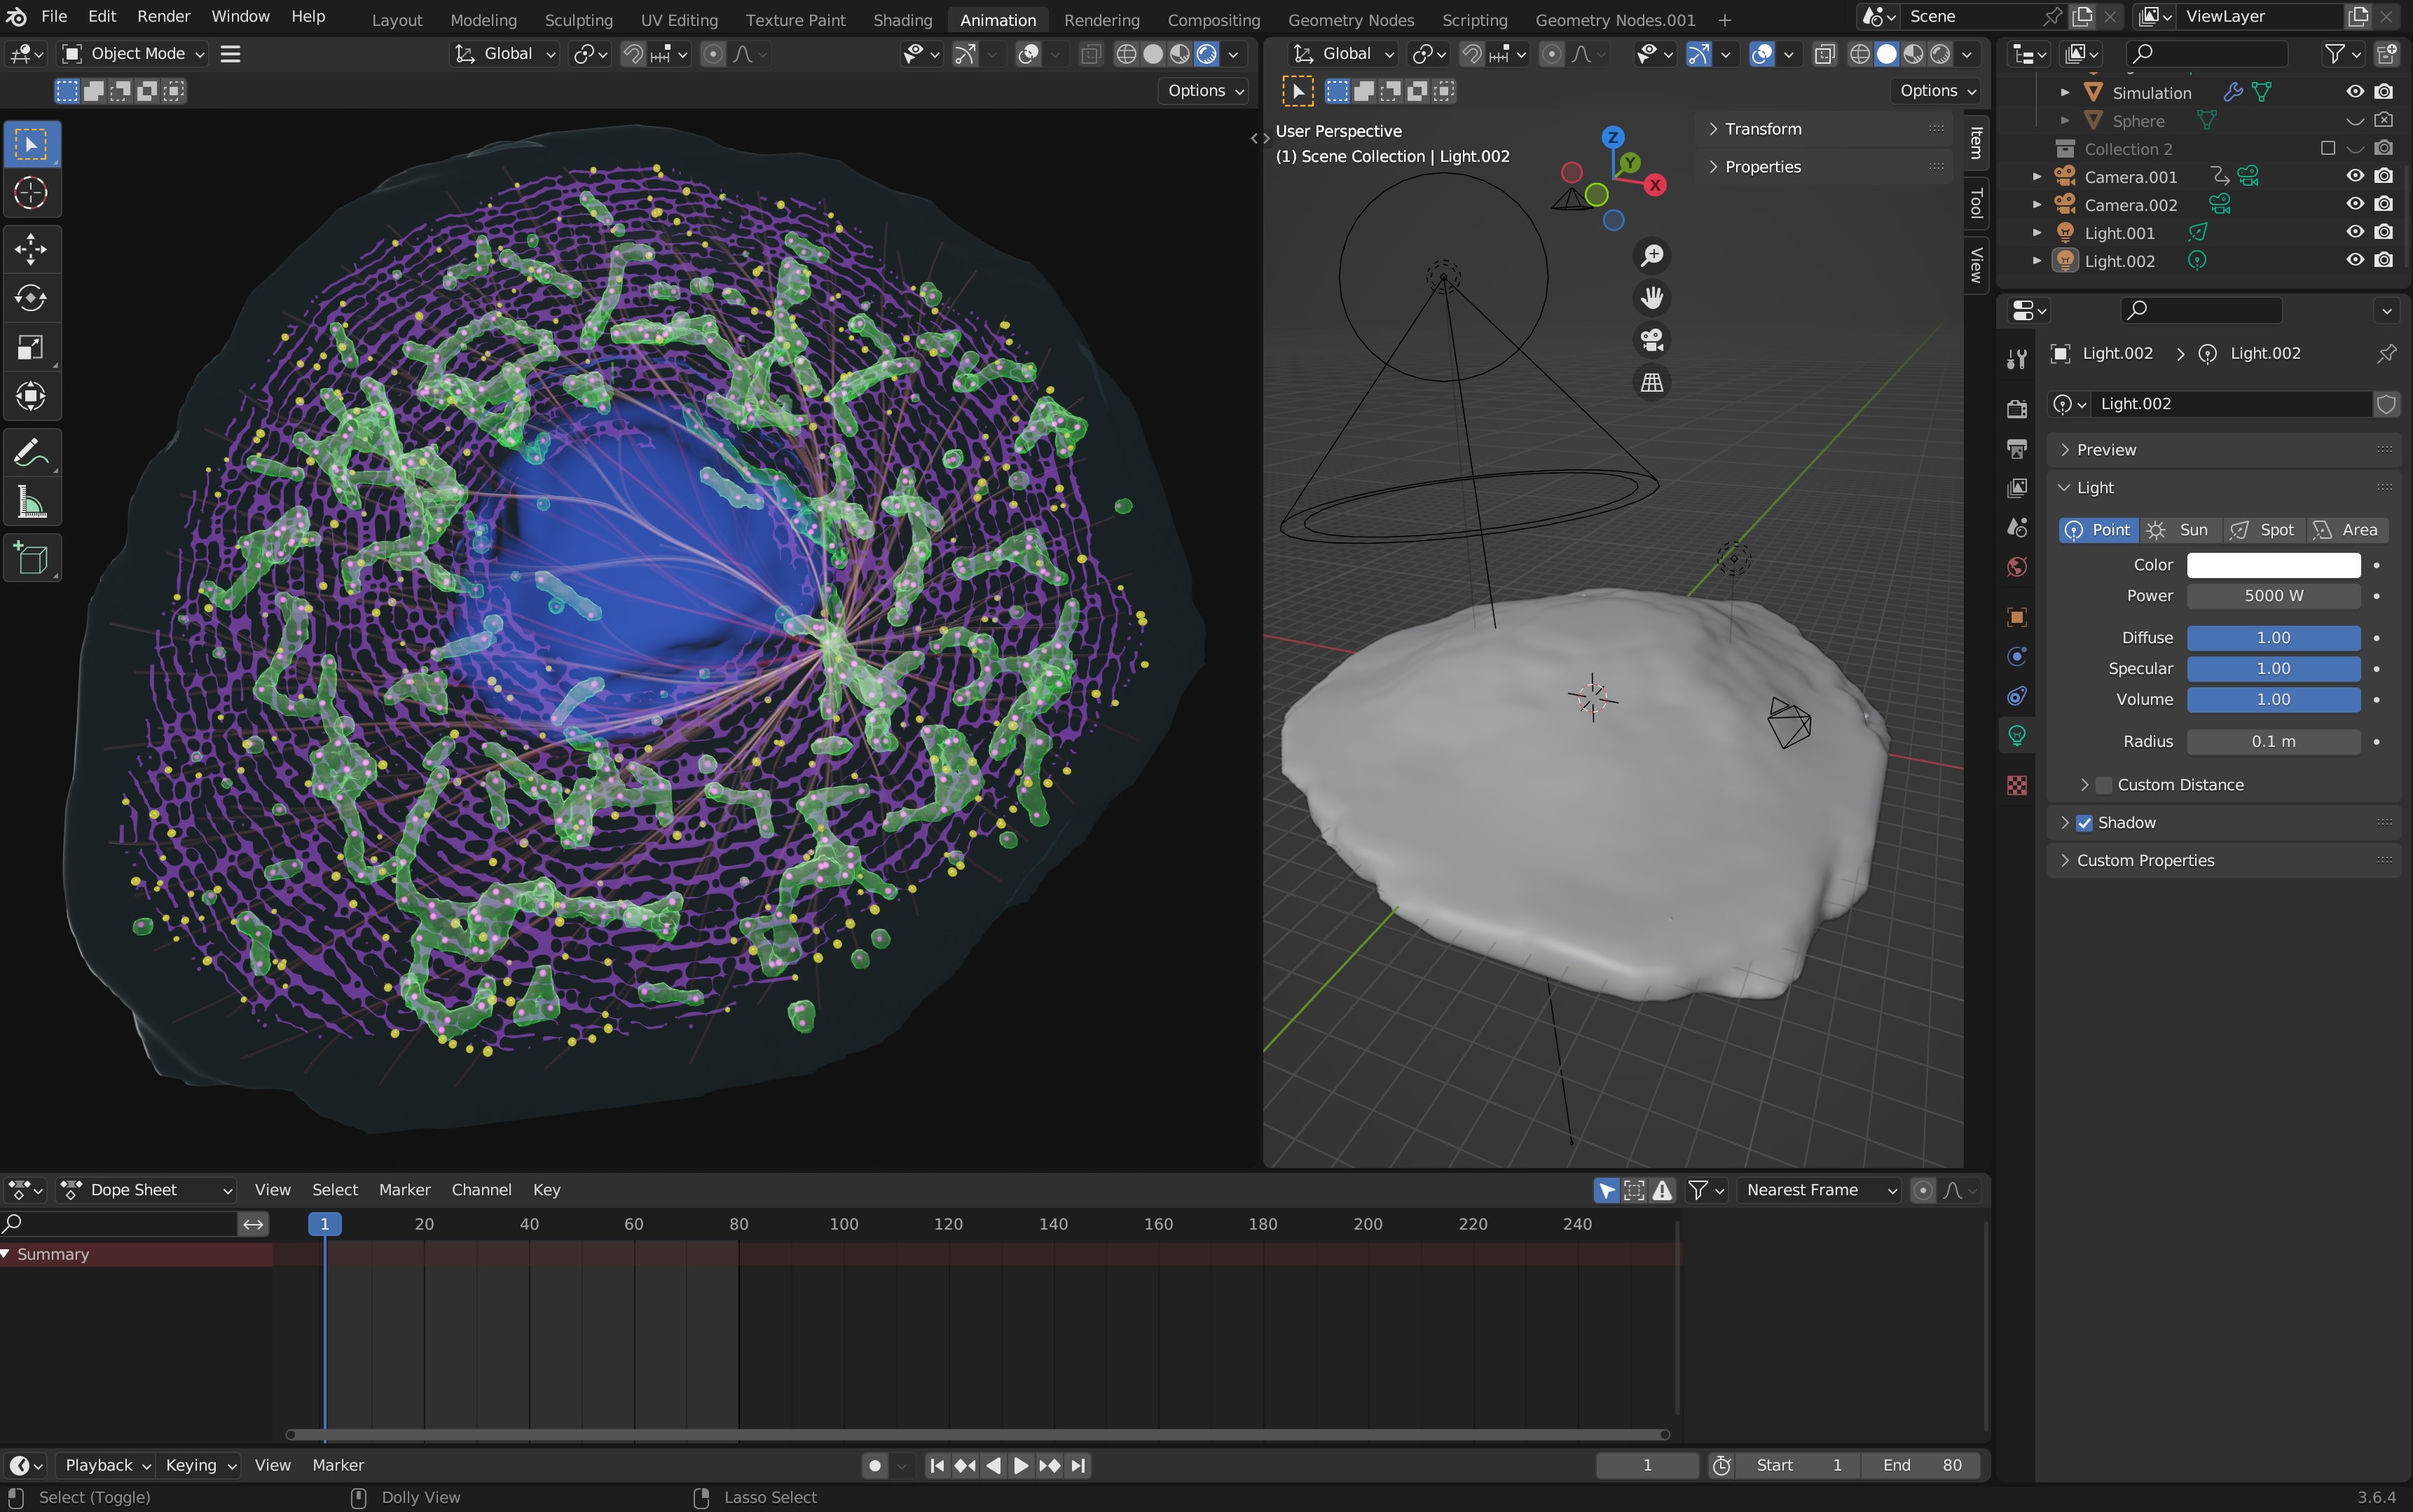 File Edit Render Window Help Layout Modeling Sculpting UV Editing Texture Paint Shading Animation Rendering Compositing Geometry Nodes Scripting Geometry Nodes.001 + Scene ViewLayer
Object Mode Global Global
Options Options
User Perspective
(1) Scene Collection | Light.002
Z
Y
X
Transform
Properties
Item
Tool
View
Simulation
Sphere
Collection 2
Camera.001
Camera.002
Light.001
Light.002
Light.002 Light.002
Light.002
Preview
Light
Point Sun Spot Area
Color
Power 5000 W
Diffuse 1.00
Specular 1.00
Volume 1.00
Radius 0.1 m
Custom Distance
Shadow
Custom Properties
Dope Sheet View Select Marker Channel Key Nearest Frame
1 20 40 60 80 100 120 140 160 180 200 220 240
Summary
Playback Keying View Marker 1 Start 1 End 80
Select (Toggle) Dolly View Lasso Select 3.6.4